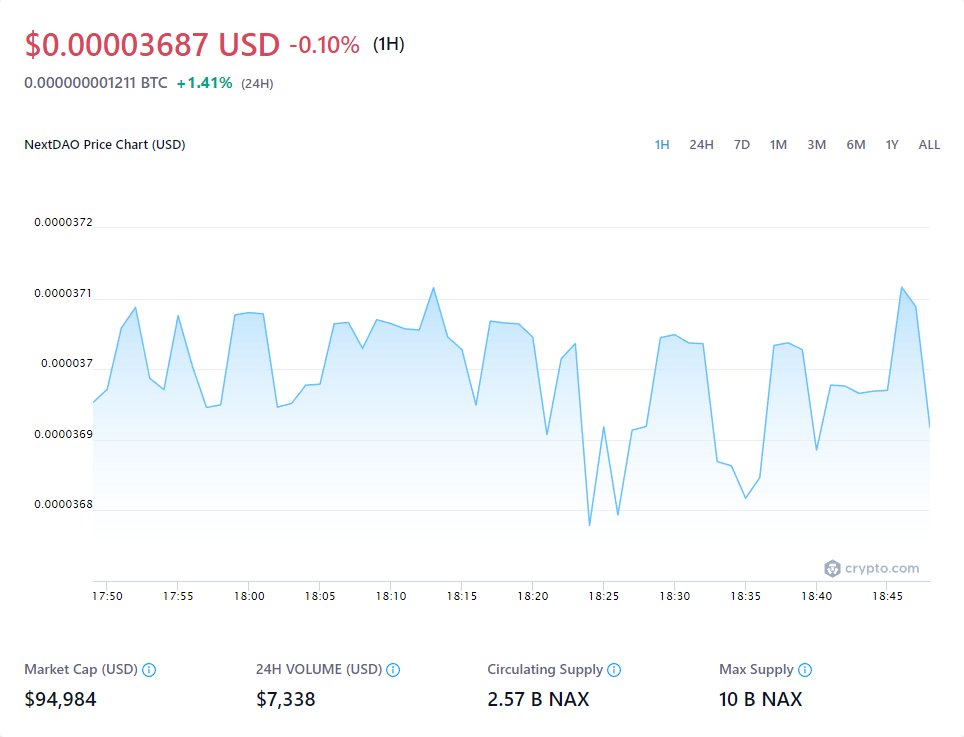 $0.00003687 USD -0.10% (1H)
0.000000001211 BTC +1.41% (24H)
NextDAO Price Chart (USD) 1H 24H 7D 1M 3M 6M 1Y ALL
0.0000372
0.0000371
0.000037
0.0000369
0.0000368
crypto.com
17:50 17:55 18:00 18:05 18:10 18:15 18:20 18:25 18:30 18:35 18:40 18:45
Market Cap (USD) 24H VOLUME (USD) Circulating Supply Max Supply
$94,984 $7,338 2.57 B NAX 10 B NAX